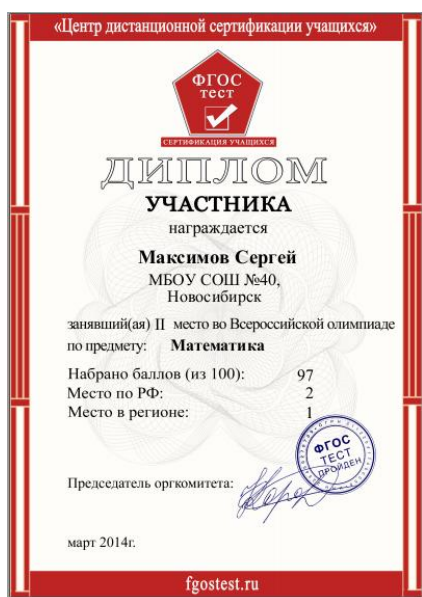 «Центр дистанционной сертификации учащихся»
ФГОС
тест
СЕРТИФИКАЦИЯ УЧАЩИХСЯ
ДИПЛОМ
УЧАСТНИКА
награждается
Максимов Сергей
МБОУ СОШ №40,
Новосибирск
занявший(ая) II место во Всероссийской олимпиаде
по предмету: Математика
Набрано баллов (из 100): 97
Место по РФ: 2
Место в регионе: 1
ФГОС
ТЕСТ
ПРОЙДЕН
Председатель оргкомитета:
март 2014г.
fgostest.ru